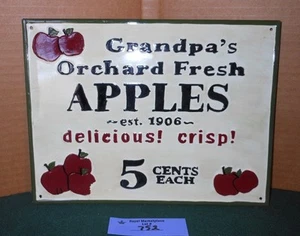 Grandpa's
Orchard Fresh
APPLES
~est. 1906~
delicious! crisp!
5 CENTS
EACH